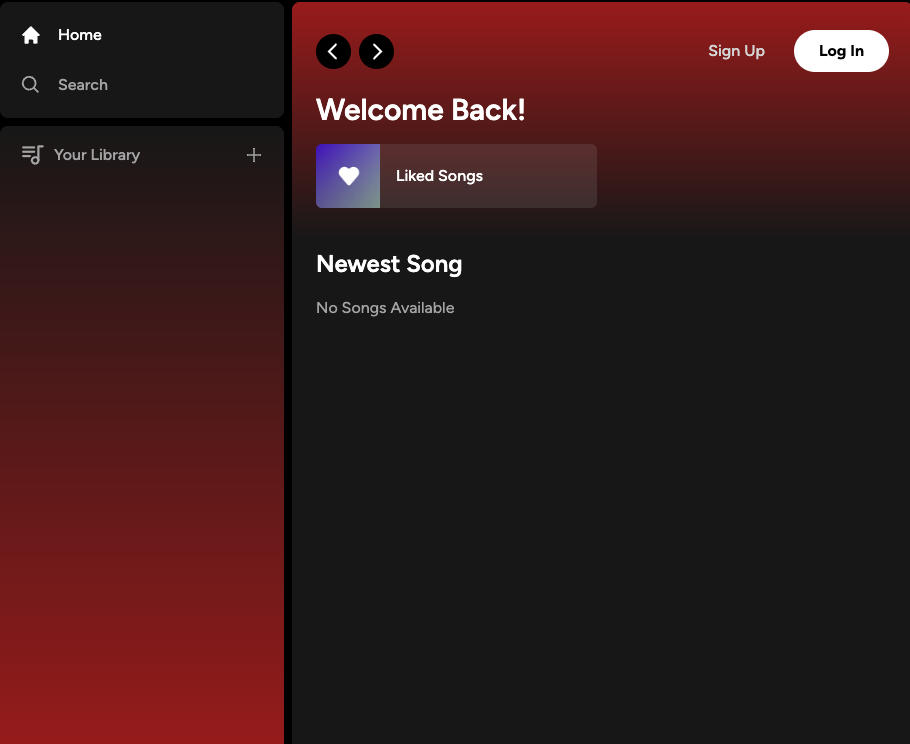 Home
Search
Your Library
Sign Up
Log In
Welcome Back!
Liked Songs
Newest Song
No Songs Available